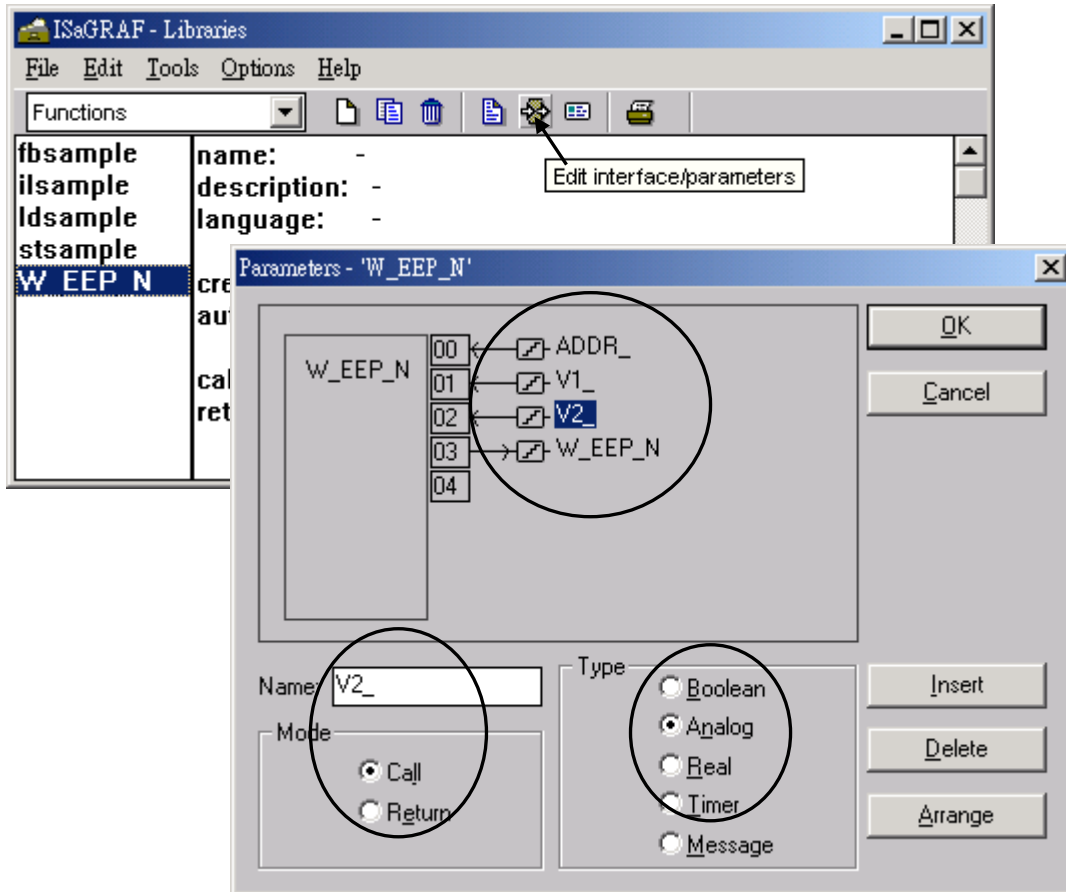 ISaGRAF - Libraries
File Edit Tools Options Help
Functions
fbsample
ilsample
ldsample
stsample
W_EEP_N
name: -
description: -
language: -
cre
aut
cal
ret
Edit interface/parameters
Parameters - 'W_EEP_N'
W_EEP_N
00 ADDR_
01 V1_
02 V2_
03 W_EEP_N
04
OK
Cancel
Name: V2_
Mode
Call
Return
Type
Boolean
Analog
Real
Timer
Message
Insert
Delete
Arrange